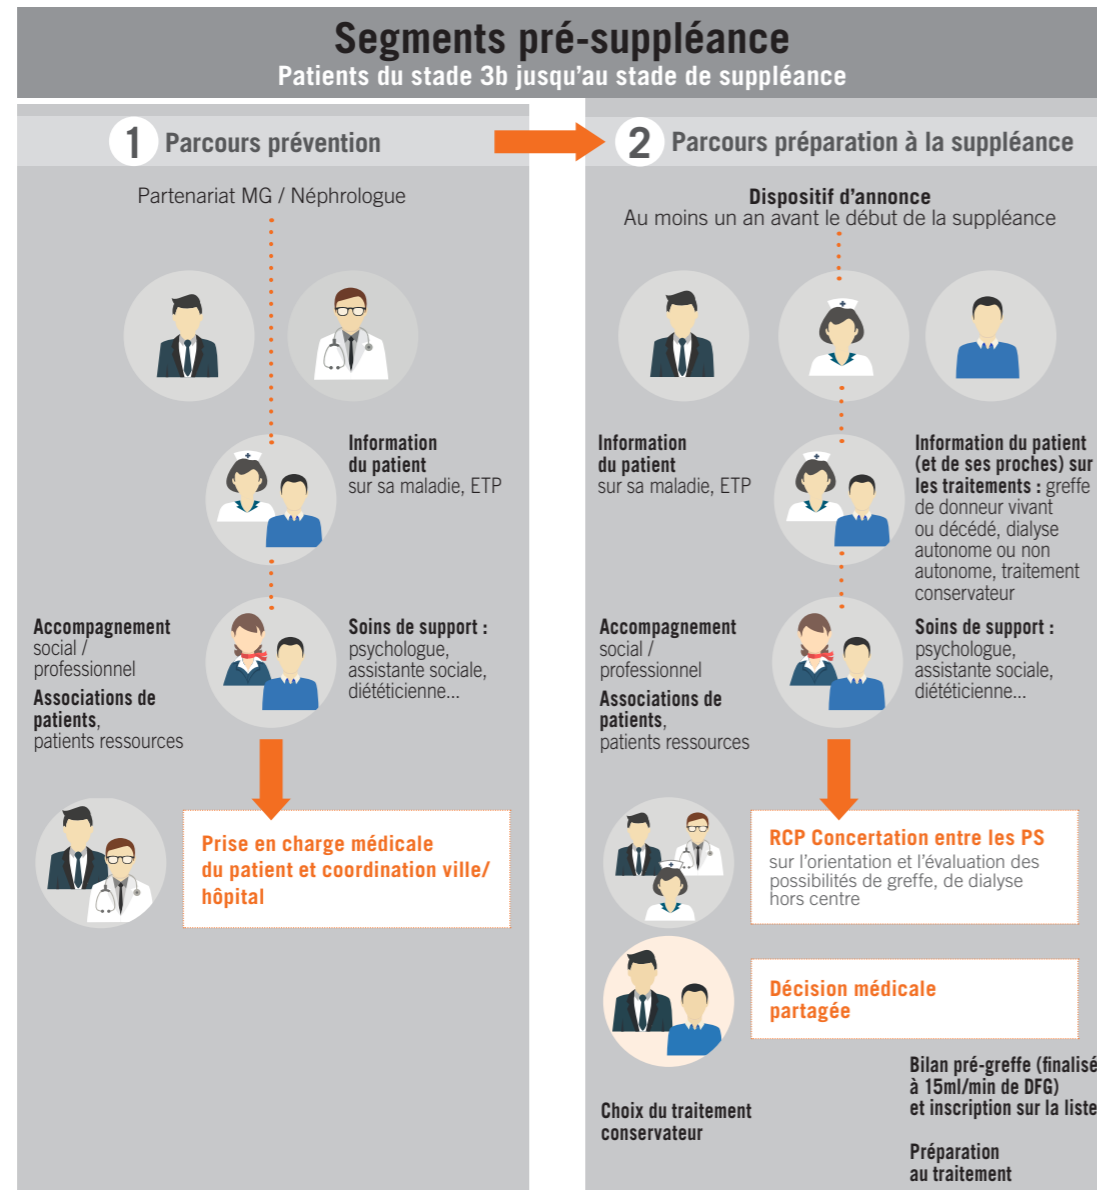 Segments pré-suppléance
Patients du stade 3b jusqu'au stade de suppléance
1 Parcours prévention
Partenariat MG / Néphrologue
Information
du patient
sur sa maladie, ETP
Accompagnement
social /
professionnel
Associations de
patients,
patients ressources
Soins de support :
psychologue,
assistante sociale,
diététicienne...
Prise en charge médicale
du patient et coordination ville/
hôpital
2 Parcours préparation à la suppléance
Dispositif d'annonce
Au moins un an avant le début de la suppléance
Information
du patient
sur sa maladie, ETP
Information du patient
(et de ses proches) sur
les traitements : greffe
de donneur vivant
ou décédé, dialyse
autonome ou non
autonome, traitement
conservateur
Accompagnement
social /
professionnel
Associations de
patients,
patients ressources
Soins de support :
psychologue,
assistante sociale,
diététicienne...
RCP Concertation entre les PS
sur l'orientation et l'évaluation des
possibilités de greffe, de dialyse
hors centre
Décision médicale
partagée
Choix du traitement
conservateur
Bilan pré-greffe (finalisé
à 15ml/min de DFG)
et inscription sur la liste
Préparation
au traitement